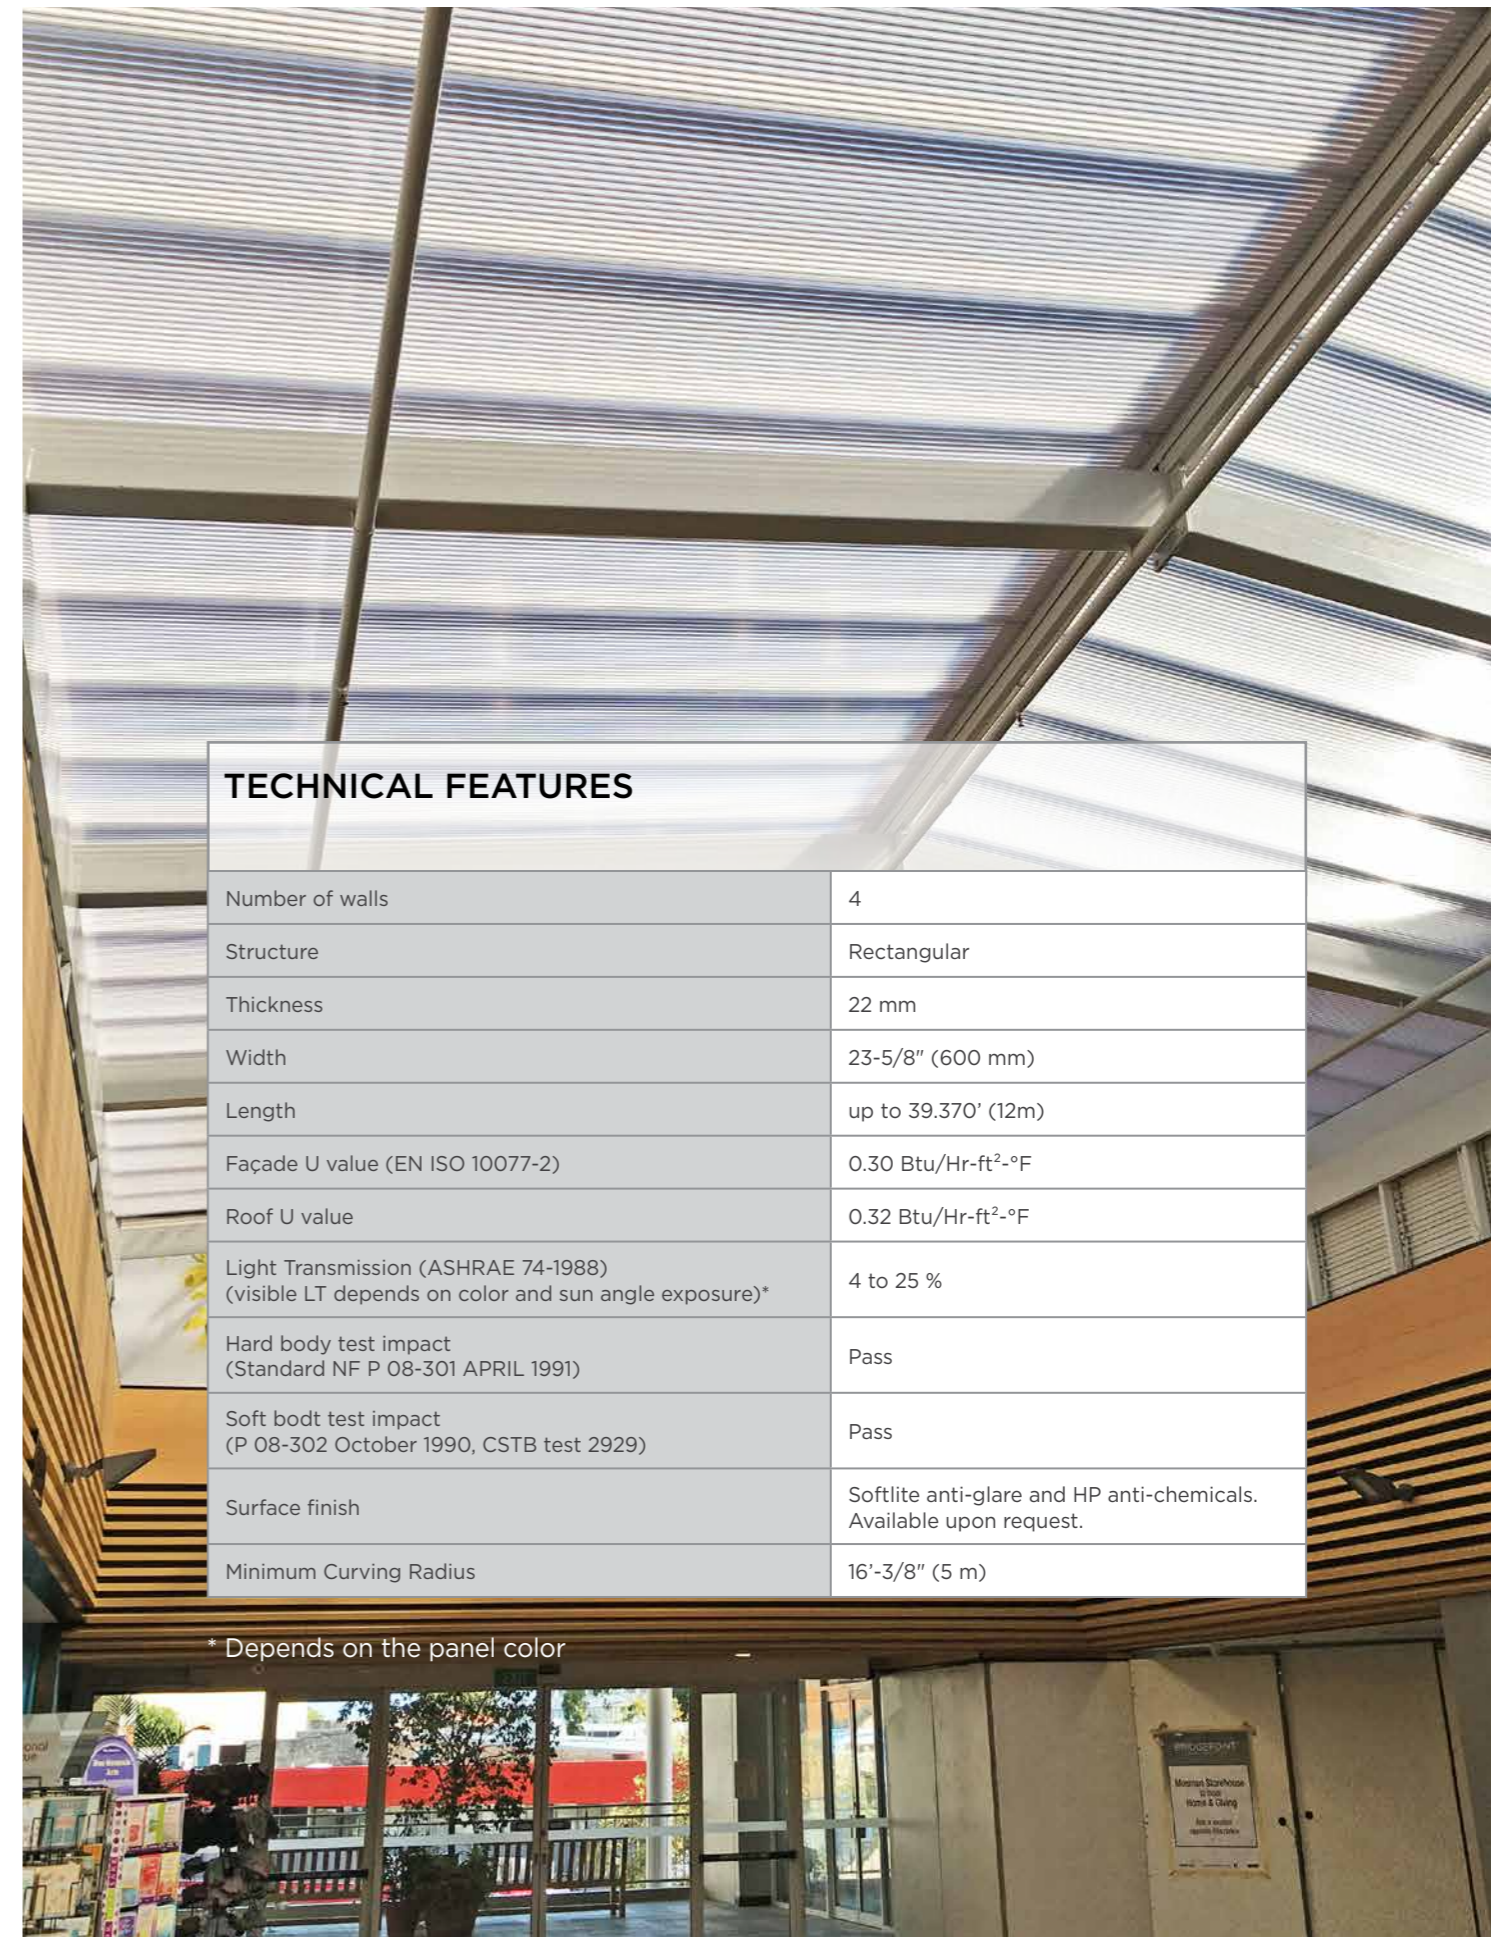 TECHNICAL FEATURES
Number of walls 4
Structure Rectangular
Thickness 22 mm
Width 23-5/8" (600 mm)
Length up to 39.370’ (12m)
Façade U value (EN ISO 10077-2) 0.30 Btu/Hr-ft²-°F
Roof U value 0.32 Btu/Hr-ft²-°F
Light Transmission (ASHRAE 74-1988)
(visible LT depends on color and sun angle exposure)* 4 to 25 %
Hard body test impact
(Standard NF P 08-301 APRIL 1991) Pass
Soft bodt test impact
(P 08-302 October 1990, CSTB test 2929) Pass
Surface finish
Softlite anti-glare and HP anti-chemicals.
Available upon request.
Minimum Curving Radius 16’-3/8" (5 m)
* Depends on the panel color
BRIDGEPOINT
Mosman Storehouse
Home & Giving